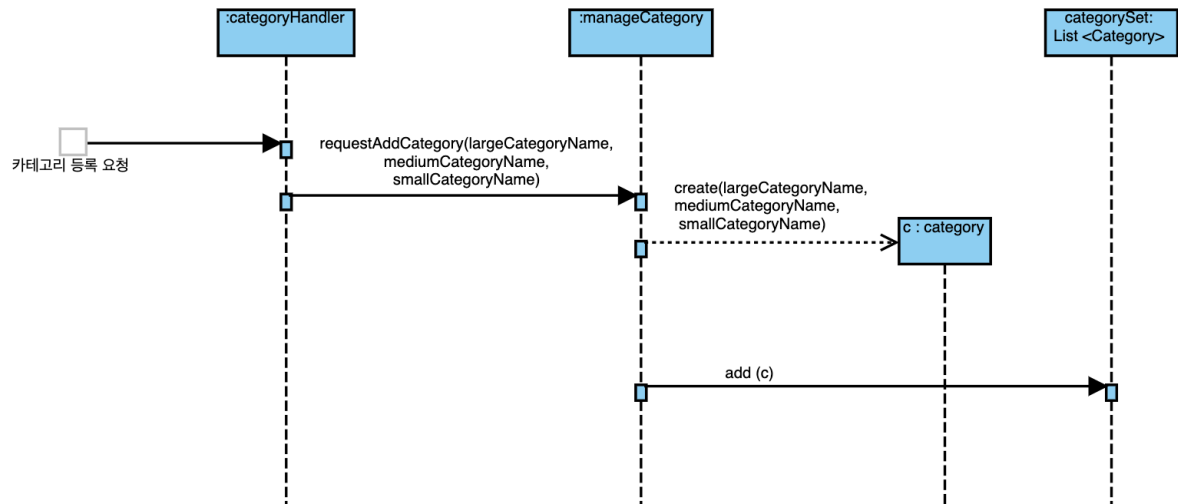 :categoryHandler
:manageCategory
categorySet:
List <Category>
카테고리 등록 요청
requestAddCategory(largeCategoryName,
mediumCategoryName,
smallCategoryName)
create(largeCategoryName,
mediumCategoryName,
smallCategoryName)
c : category
add (c)